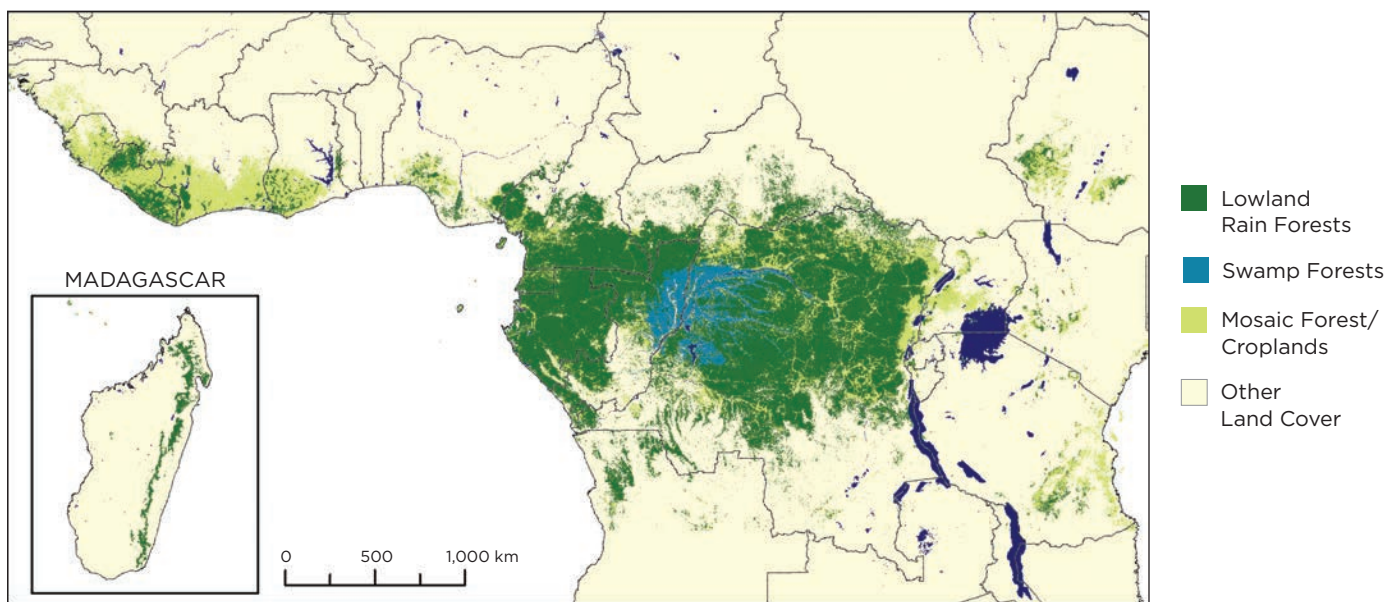 MADAGASCAR
0 500 1,000 km
Lowland
Rain Forests
Swamp Forests
Mosaic Forest/
Croplands
Other
Land Cover